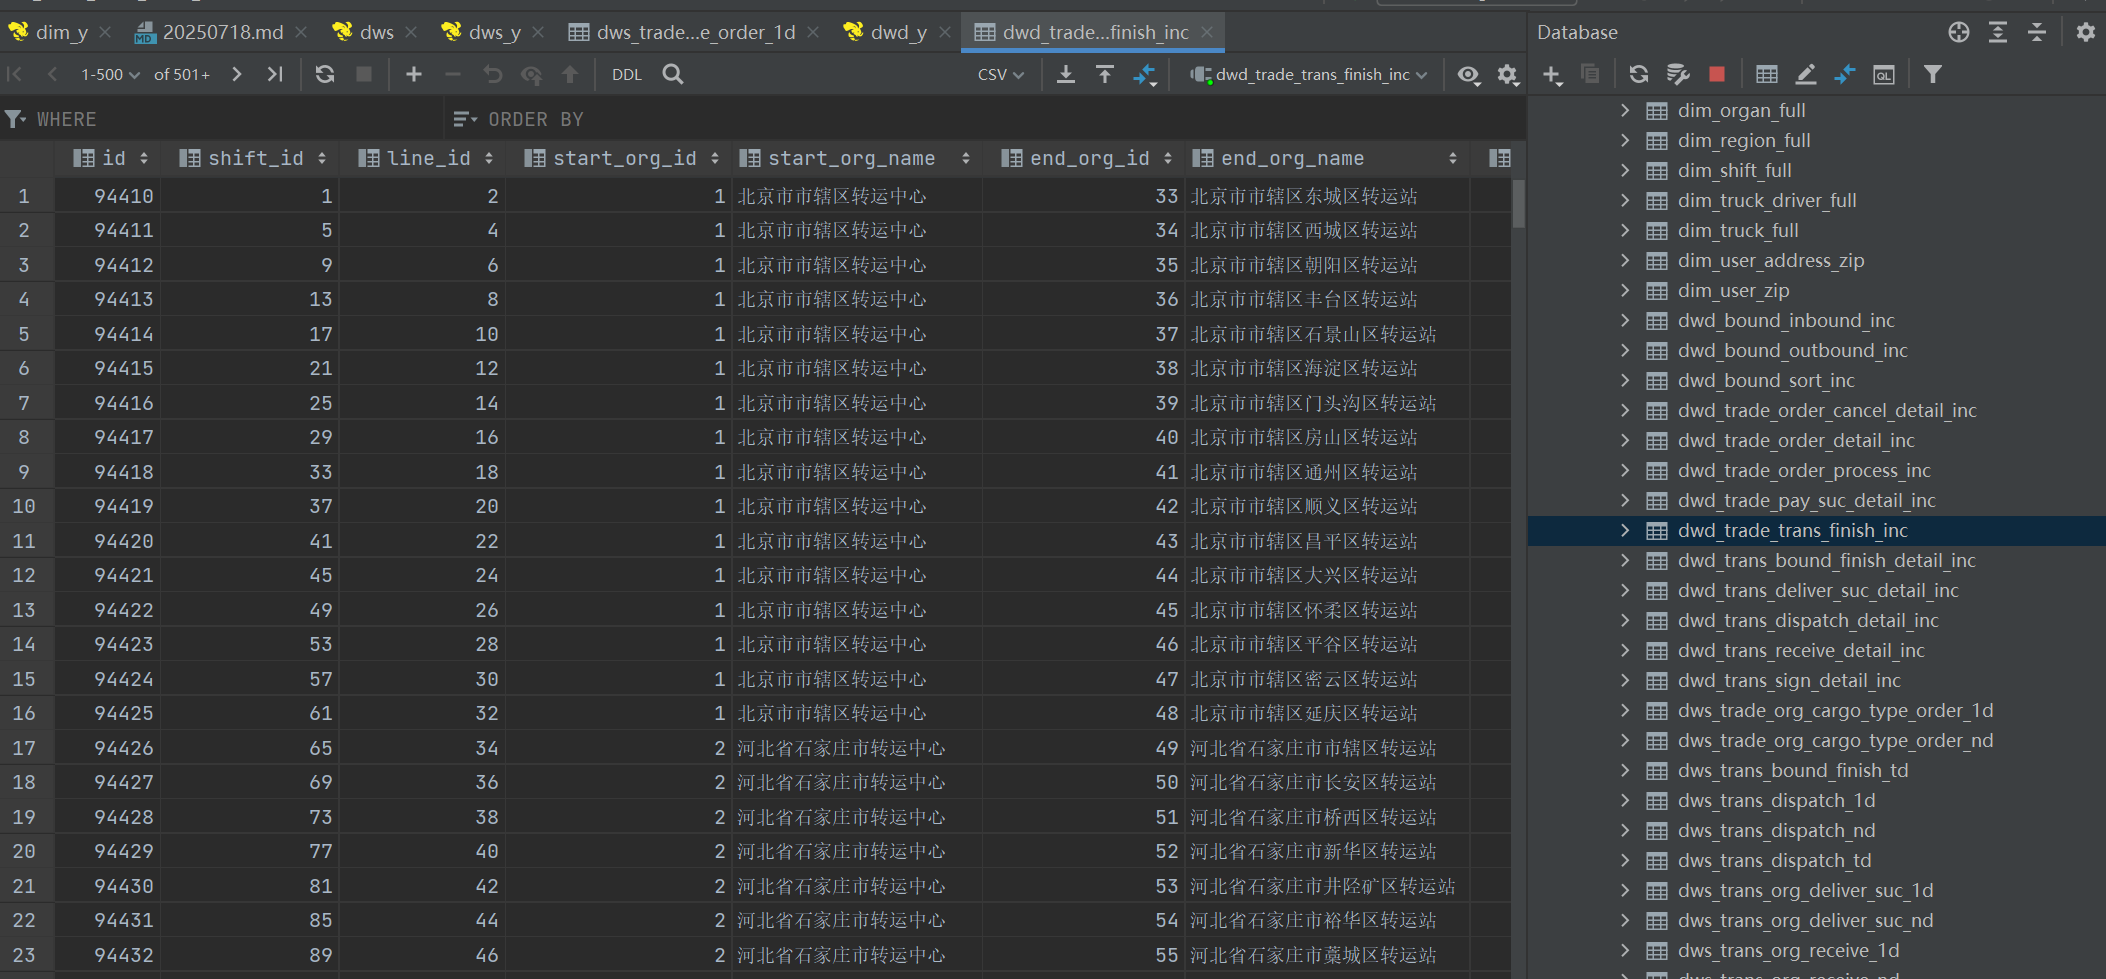 dim_y 20250718.md dws dws_y dws_trade...e_order_1d dwd_y dwd_trade...finish_inc
MD
1-500 of 501+ DDL CSV dwd_trade_trans_finish_inc
WHERE ORDER BY
id shift_id line_id start_org_id start_org_name end_org_id end_org_name
1 94410 1 2 1 北京市市辖区转运中心 33 北京市市辖区东城区转运站
2 94411 5 4 1 北京市市辖区转运中心 34 北京市市辖区西城区转运站
3 94412 9 6 1 北京市市辖区转运中心 35 北京市市辖区朝阳区转运站
4 94413 13 8 1 北京市市辖区转运中心 36 北京市市辖区丰台区转运站
5 94414 17 10 1 北京市市辖区转运中心 37 北京市市辖区石景山区转运站
6 94415 21 12 1 北京市市辖区转运中心 38 北京市市辖区海淀区转运站
7 94416 25 14 1 北京市市辖区转运中心 39 北京市市辖区门头沟区转运站
8 94417 29 16 1 北京市市辖区转运中心 40 北京市市辖区房山区转运站
9 94418 33 18 1 北京市市辖区转运中心 41 北京市市辖区通州区转运站
10 94419 37 20 1 北京市市辖区转运中心 42 北京市市辖区顺义区转运站
11 94420 41 22 1 北京市市辖区转运中心 43 北京市市辖区昌平区转运站
12 94421 45 24 1 北京市市辖区转运中心 44 北京市市辖区大兴区转运站
13 94422 49 26 1 北京市市辖区转运中心 45 北京市市辖区怀柔区转运站
14 94423 53 28 1 北京市市辖区转运中心 46 北京市市辖区平谷区转运站
15 94424 57 30 1 北京市市辖区转运中心 47 北京市市辖区密云区转运站
16 94425 61 32 1 北京市市辖区转运中心 48 北京市市辖区延庆区转运站
17 94426 65 34 2 河北省石家庄市转运中心 49 河北省石家庄市市辖区转运站
18 94427 69 36 2 河北省石家庄市转运中心 50 河北省石家庄市长安区转运站
19 94428 73 38 2 河北省石家庄市转运中心 51 河北省石家庄市桥西区转运站
20 94429 77 40 2 河北省石家庄市转运中心 52 河北省石家庄市新华区转运站
21 94430 81 42 2 河北省石家庄市转运中心 53 河北省石家庄市井陉矿区转运站
22 94431 85 44 2 河北省石家庄市转运中心 54 河北省石家庄市裕华区转运站
23 94432 89 46 2 河北省石家庄市转运中心 55 河北省石家庄市藁城区转运站
Database
QL
dim_organ_full
dim_region_full
dim_shift_full
dim_truck_driver_full
dim_truck_full
dim_user_address_zip
dim_user_zip
dwd_bound_inbound_inc
dwd_bound_outbound_inc
dwd_bound_sort_inc
dwd_trade_order_cancel_detail_inc
dwd_trade_order_detail_inc
dwd_trade_order_process_inc
dwd_trade_pay_suc_detail_inc
dwd_trade_trans_finish_inc
dwd_trans_bound_finish_detail_inc
dwd_trans_deliver_suc_detail_inc
dwd_trans_dispatch_detail_inc
dwd_trans_receive_detail_inc
dwd_trans_sign_detail_inc
dws_trade_org_cargo_type_order_1d
dws_trade_org_cargo_type_order_nd
dws_trans_bound_finish_td
dws_trans_dispatch_1d
dws_trans_dispatch_nd
dws_trans_dispatch_td
dws_trans_org_deliver_suc_1d
dws_trans_org_deliver_suc_nd
dws_trans_org_receive_1d